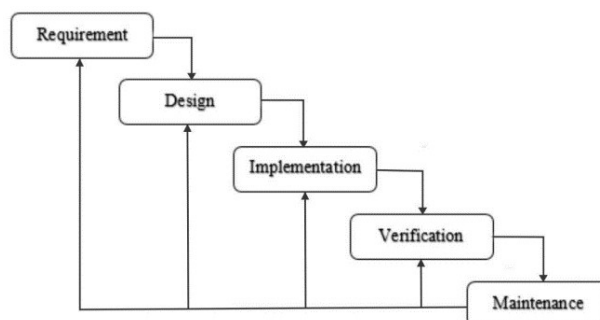 Requirement
Design
Implementation
Verification
Maintenance